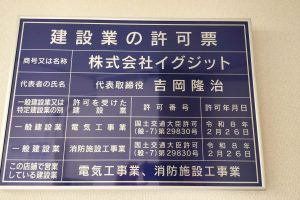 建設業の許可票
商号又は名称 株式会社イグジット
代表者の氏名 代表取締役 吉岡隆治
一般建設業又は特定建設業の別 許可を受けた建設業 許可番号 許可年月日
一般建設業 電気工事業 国土交通大臣許可(般-7)第29830号 令和8年2月26日
一般建設業 消防施設工事業 国土交通大臣許可(般-7)第29830号 令和8年2月26日
この店舗で営業している建設業 電気工事業、消防施設工事業